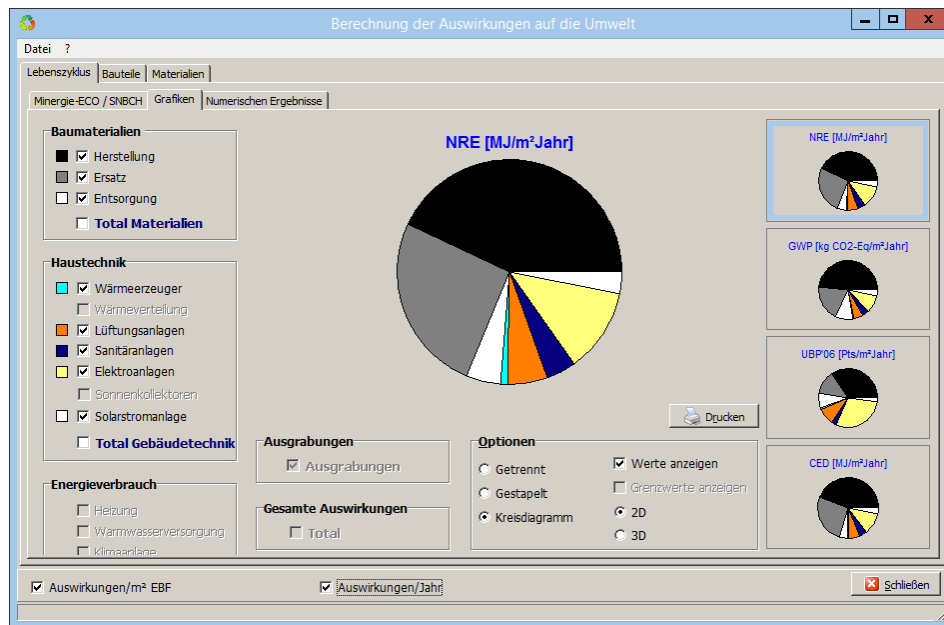 Berechnung der Auswirkungen auf die Umwelt
Datei ?
Lebenszyklus Bauteile Materialien
Minergie-ECO / SNBCH Grafiken Numerischen Ergebnisse
Baumaterialien
Herstellung
Ersatz
Entsorgung
Total Materialien
Haustechnik
Wärmeerzeuger
Wärmeverteilung
Lüftungsanlagen
Sanitäranlagen
Elektroanlagen
Sonnenkollektoren
Solarstromanlage
Total Gebäudetechnik
Energieverbrauch
Heizung
Warmwasserversorgung
Klimaanlage
NRE [MJ/m²Jahr]
Drucken
Ausgrabungen
Ausgrabungen
Gesamte Auswirkungen
Total
Optionen
Getrennt
Gestapelt
Kreisdiagramm
Werte anzeigen
Grenzwerte anzeigen
2D
3D
NRE [MJ/m²Jahr]
GWP [kg CO2-Eq/m²Jahr]
UBP'06 [Pts/m²Jahr]
CED [MJ/m²Jahr]
Auswirkungen/m² EBF
Auswirkungen/Jahr
Schließen